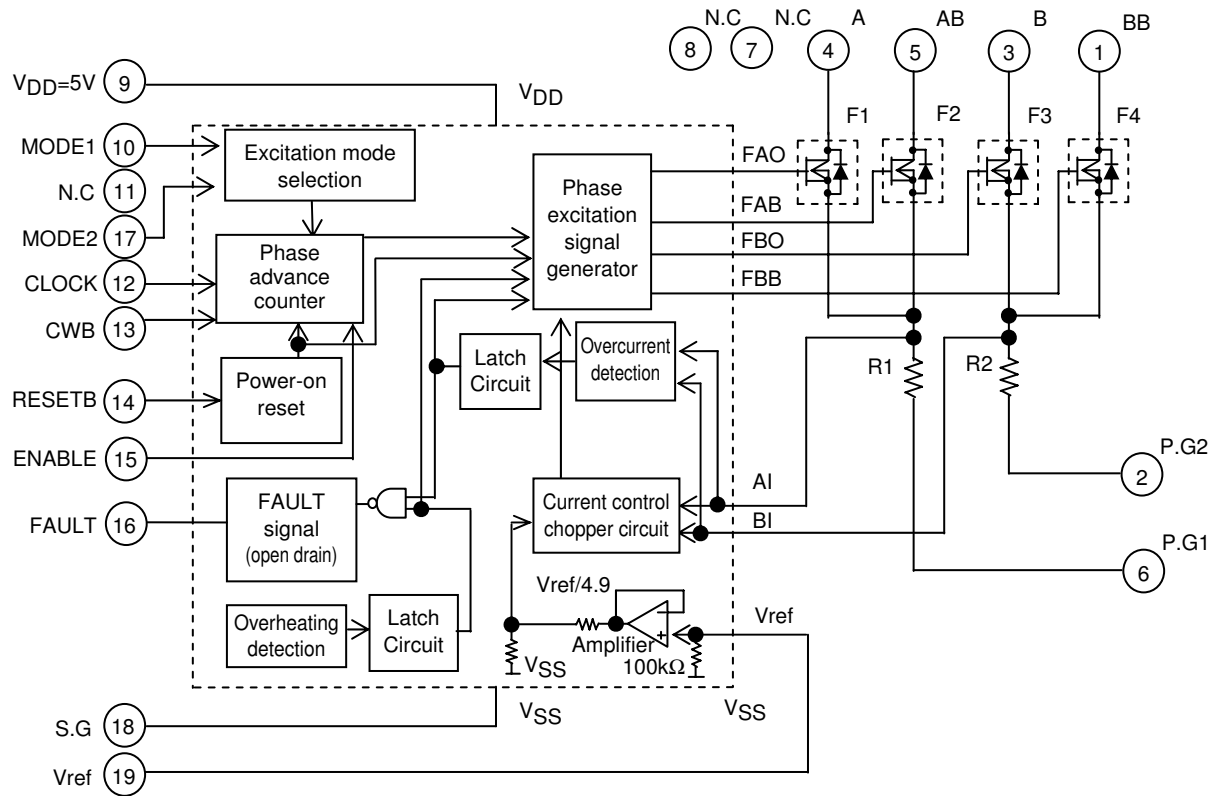 N.C
N.C
A
AB
B
BB
8
7
4
5
3
1
VDD=5V
9
VDD
MODE1
10
N.C
11
MODE2
17
CLOCK
12
CWB
13
RESETB
14
ENABLE
15
FAULT
16
S.G
18
Vref
19
Excitation mode
selection
Phase
advance
counter
Power-on
reset
FAULT
signal
(open drain)
Overheating
detection
Latch
Circuit
Latch
Circuit
Overcurrent
detection
Phase
excitation
signal
generator
Current control
chopper circuit
Vref/4.9
Amplifier
100kΩ
VSS
VSS
VSS
Vref
FAO
FAB
FBO
FBB
F1
F2
F3
F4
R1
R2
AI
BI
P.G2
2
P.G1
6